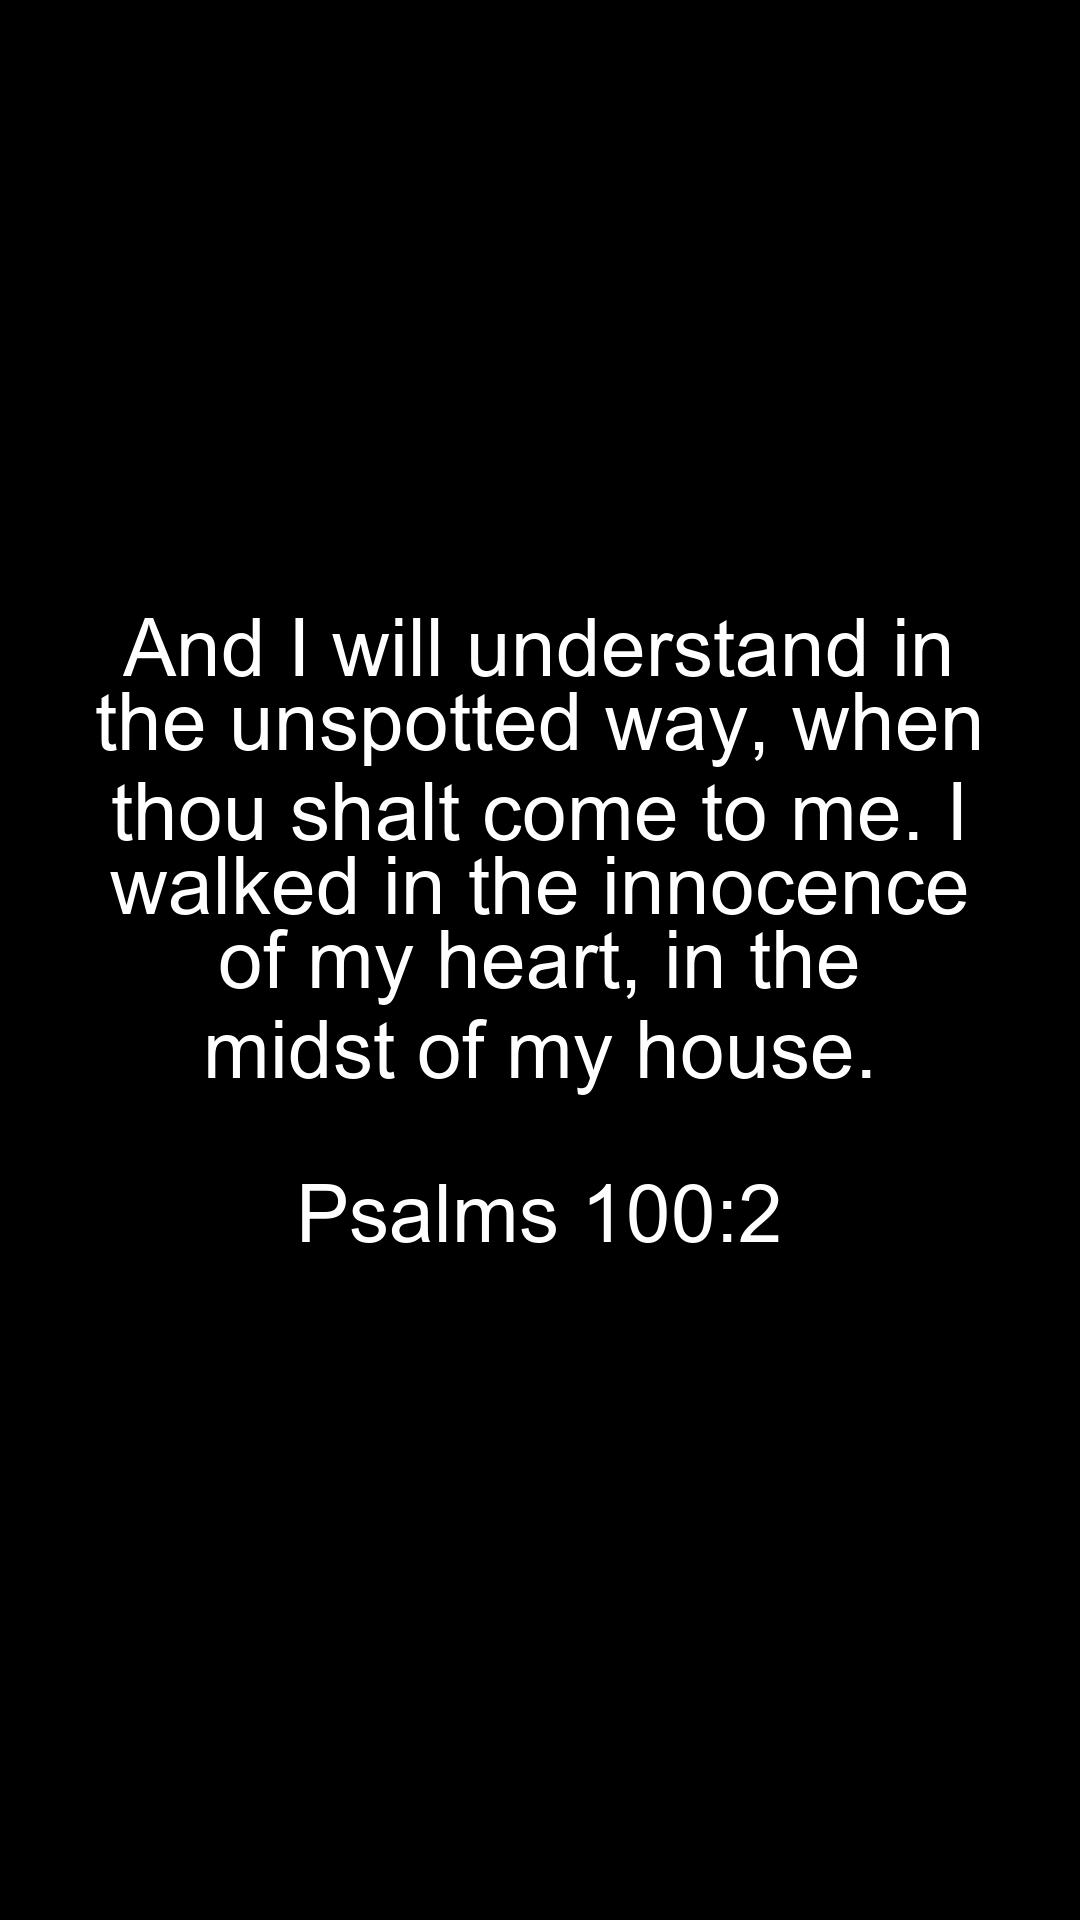 And I will understand in
the unspotted way, when
thou shalt come to me. I
walked in the innocence
of my heart, in the
midst of my house.
Psalms 100:2